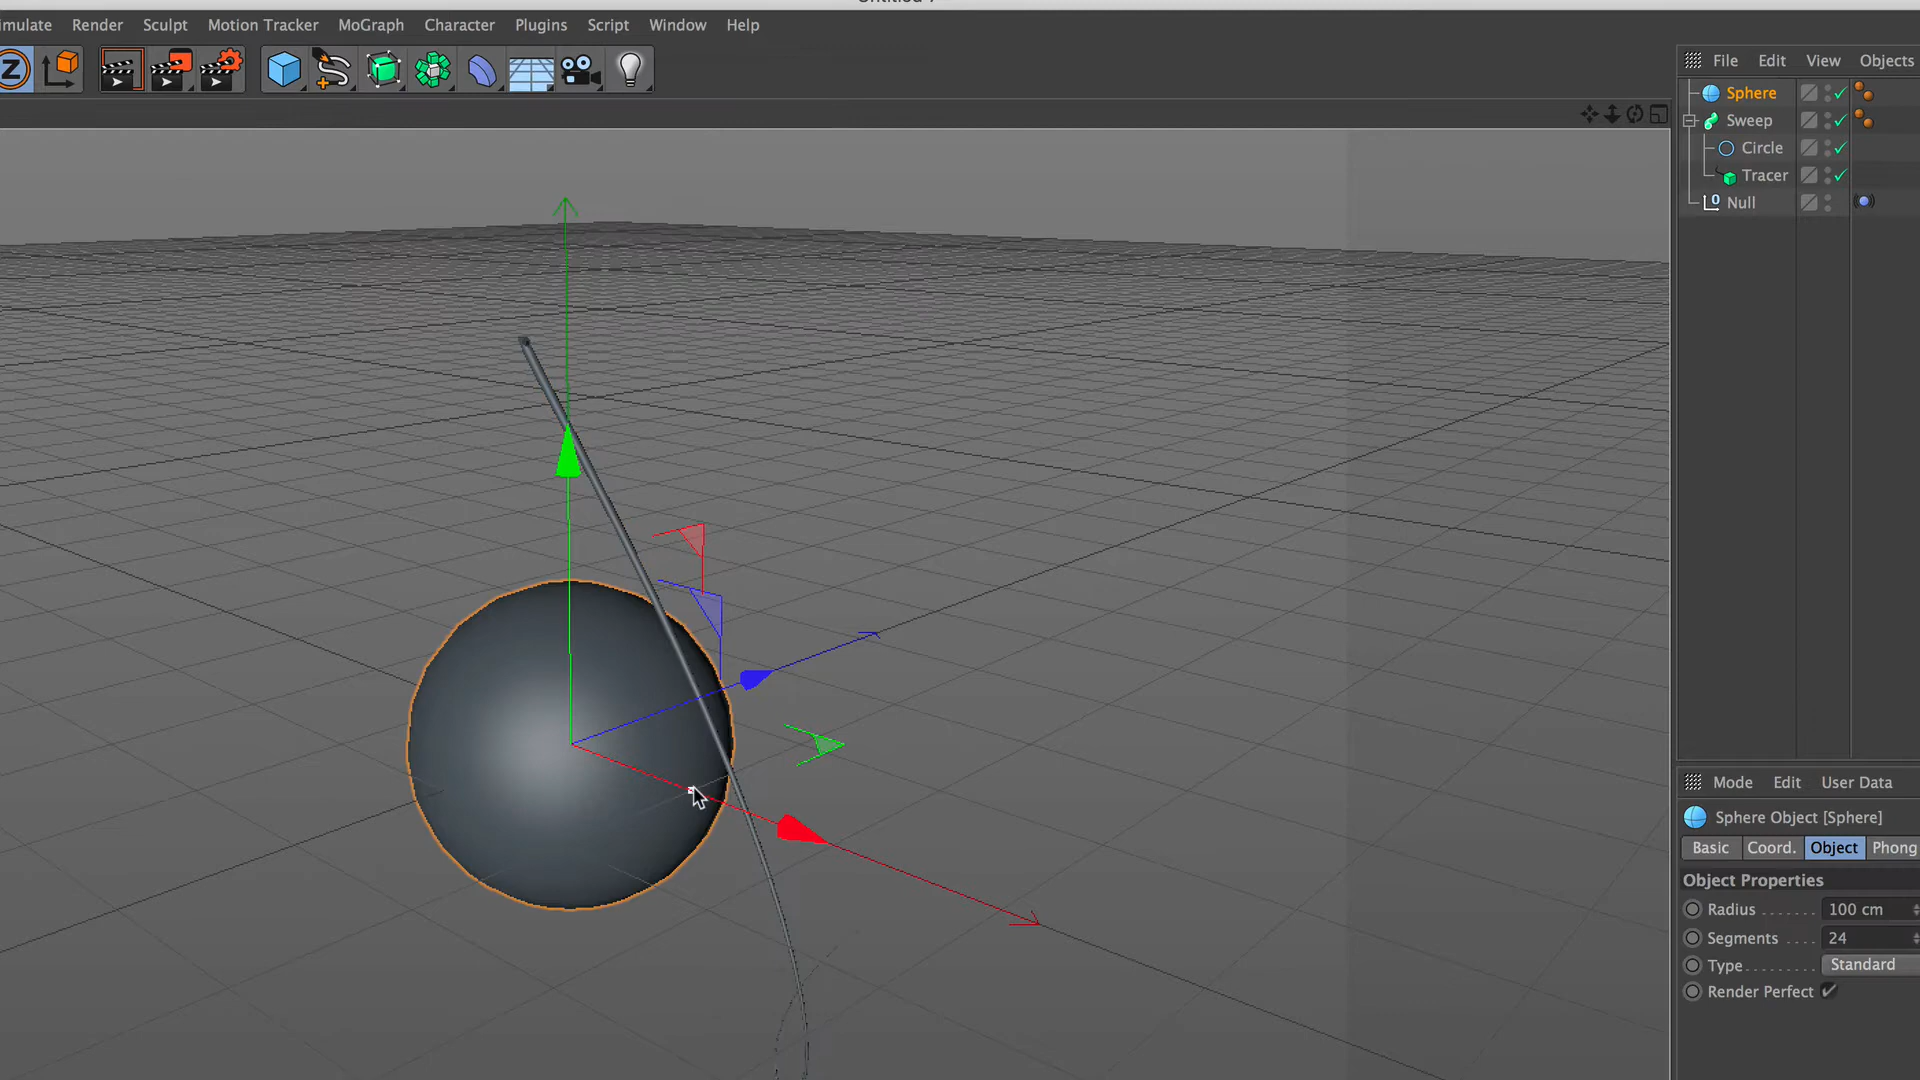 Render Sculpt Motion Tracker MoGraph Character Plugins Script Window Help
File Edit View Objects
Sphere
Sweep
Circle
Tracer
Null
Mode Edit User Data
Sphere Object [Sphere]
Basic Coord. Object Phong
Object Properties
Radius ....... 100 cm
Segments .... 24
Type........ Standard
Render Perfect